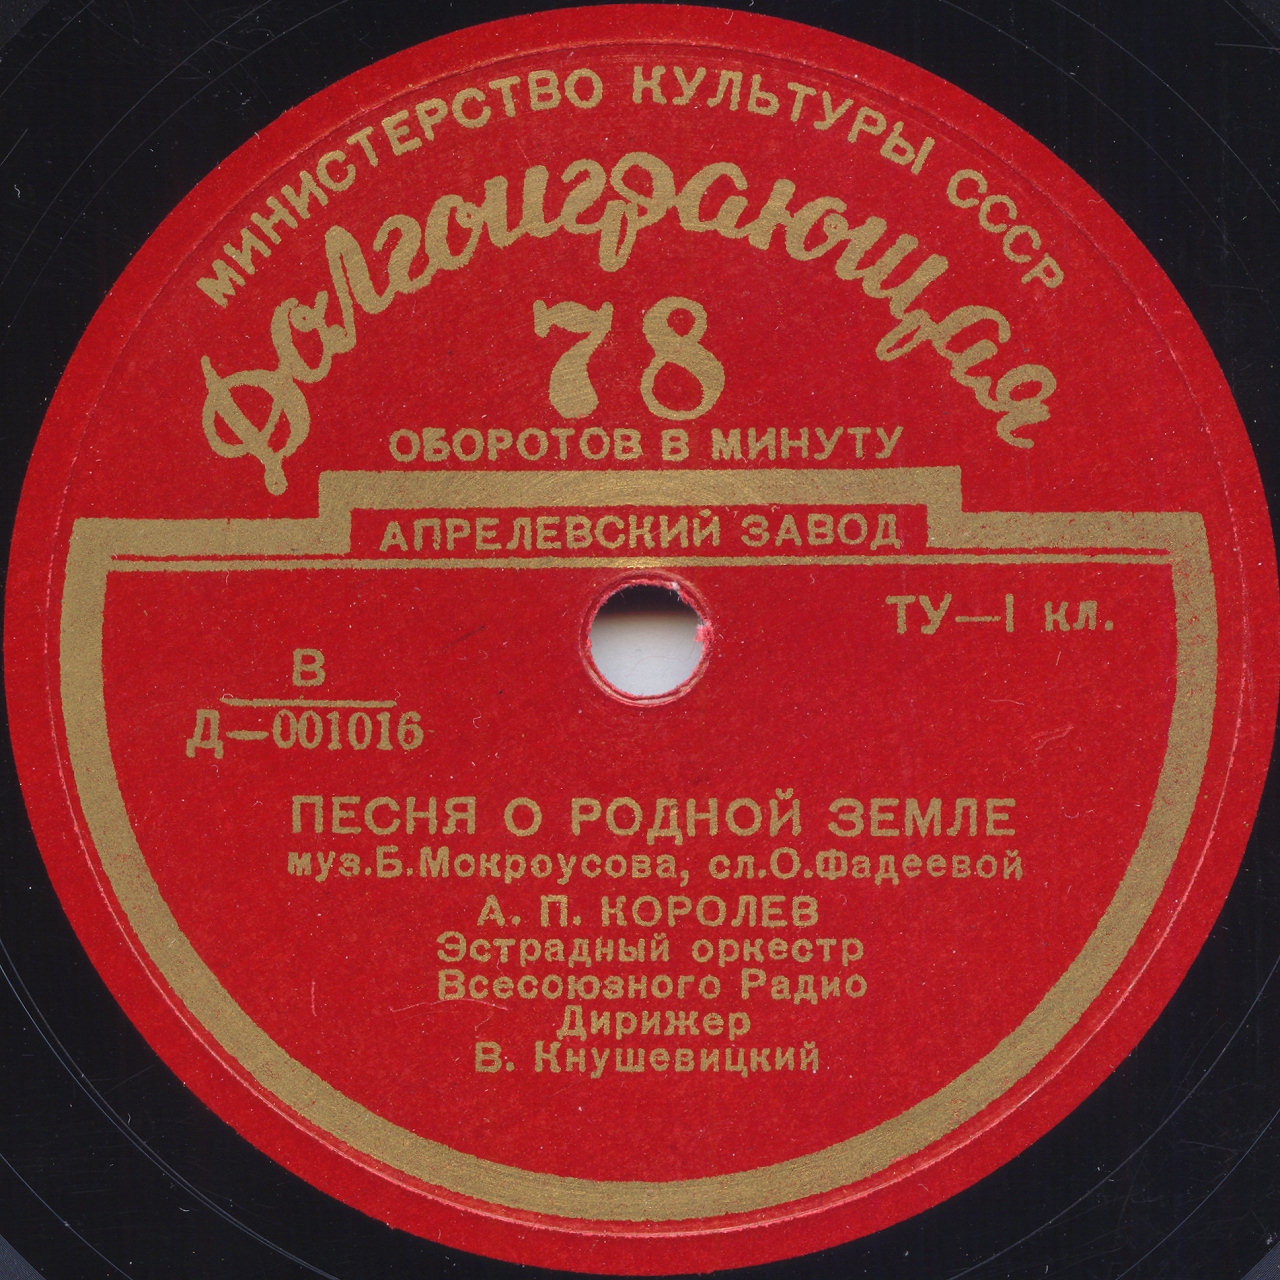 МИНИСТЕРСТВО КУЛЬТУРЫ СССР
Долгоиграющая
78
ОБОРОТОВ В МИНУТУ
АПРЕЛЕВСКИЙ ЗАВОД
ТУ—I кл.
В
Д—001016
ПЕСНЯ О РОДНОЙ ЗЕМЛЕ
муз.Б.Мокроусова, сл.О.Фадеевой
А. П. КОРОЛЕВ
Эстрадный оркестр
Всесоюзного Радио
Дирижер
В. Кнушевицкий